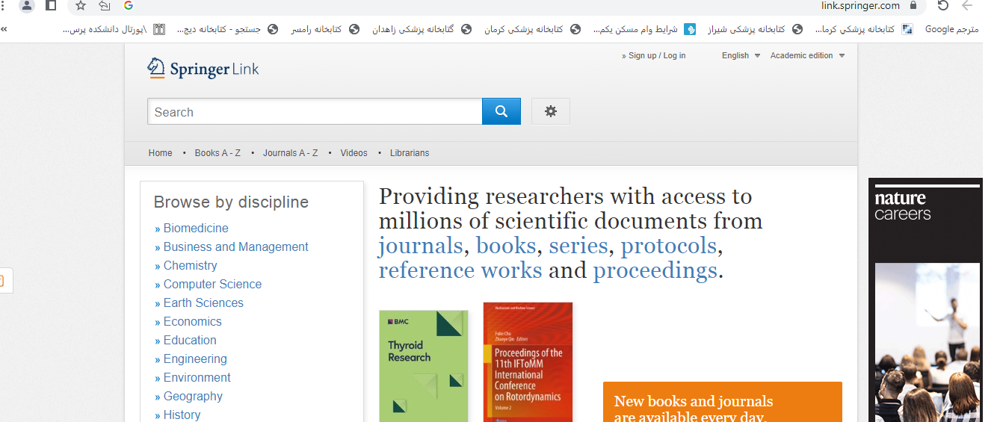 link.springer.com
مترجم Google
کتابخانه پزشکي کرما...
کتابخانه پزشکی شیراز
شرایط وام مسکن یکم...
کتابخانه پزشکی کرمان
گتابخانه پزشکی زاهدان
کتابخانه رامسر
جستجو - کتابخانه دیج...
\پورتال دانشکده پرس...
»
Springer Link
» Sign up / Log in
English
Academic edition
Search
Home • Books A - Z • Journals A - Z • Videos • Librarians
Browse by discipline
» Biomedicine
» Business and Management
» Chemistry
» Computer Science
» Earth Sciences
» Economics
» Education
» Engineering
» Environment
» Geography
» History
Providing researchers with access to
millions of scientific documents from
journals, books, series, protocols,
reference works and proceedings.
BMC
Thyroid
Research
Mechanisms and Machine Science
Fulei Chu
Zhaoye Qin Editors
Proceedings of the
11th IFToMM
International
Conference
on Rotordynamics
Volume 2
New books and journals
are available every day.
nature
careers